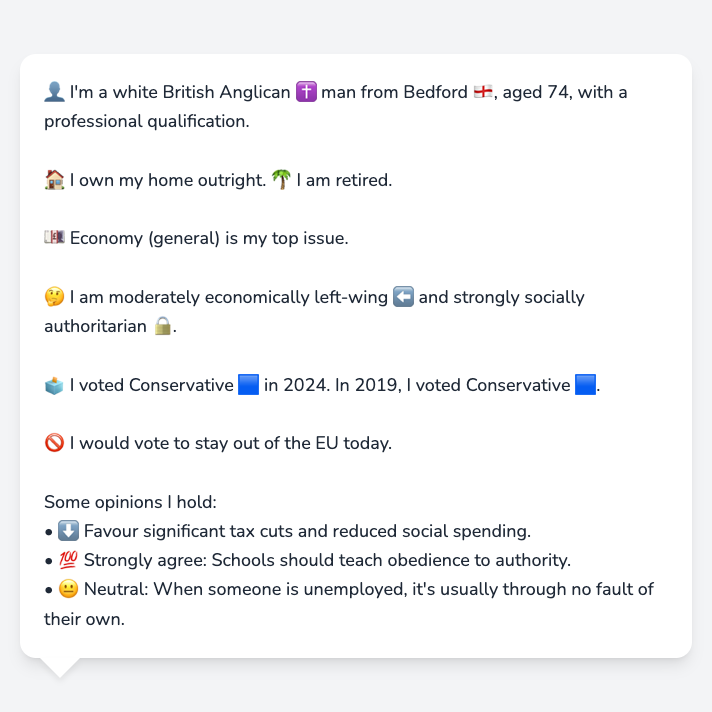 👤 I'm a white British Anglican ✝️ man from Bedford 🏴󠁧󠁢󠁥󠁮󠁧󠁿, aged 74, with a
professional qualification.
🏠 I own my home outright. 🌴 I am retired.
💷 Economy (general) is my top issue.
🤔 I am moderately economically left-wing ⬅️ and strongly socially
authoritarian 🔒.
🗳️ I voted Conservative 🟦 in 2024. In 2019, I voted Conservative 🟦.
🚫 I would vote to stay out of the EU today.
Some opinions I hold:
• ⬇️ Favour significant tax cuts and reduced social spending.
• 💯 Strongly agree: Schools should teach obedience to authority.
• 😐 Neutral: When someone is unemployed, it's usually through no fault of
their own.